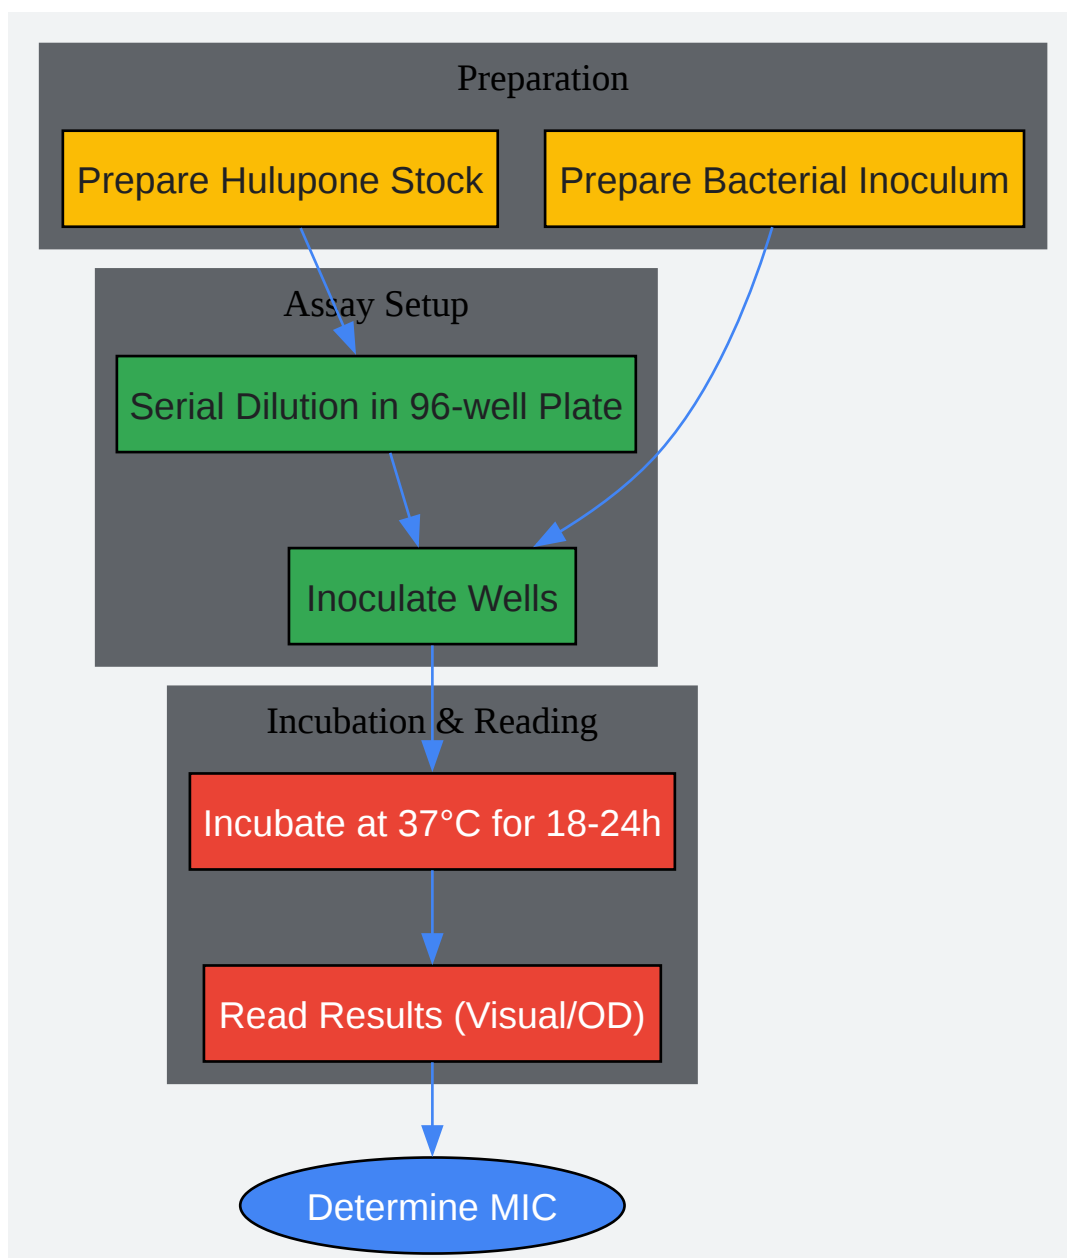 Preparation
Prepare Hulupone Stock
Prepare Bacterial Inoculum
Assay Setup
Serial Dilution in 96-well Plate
Inoculate Wells
Incubation & Reading
Incubate at 37°C for 18-24h
Read Results (Visual/OD)
Determine MIC